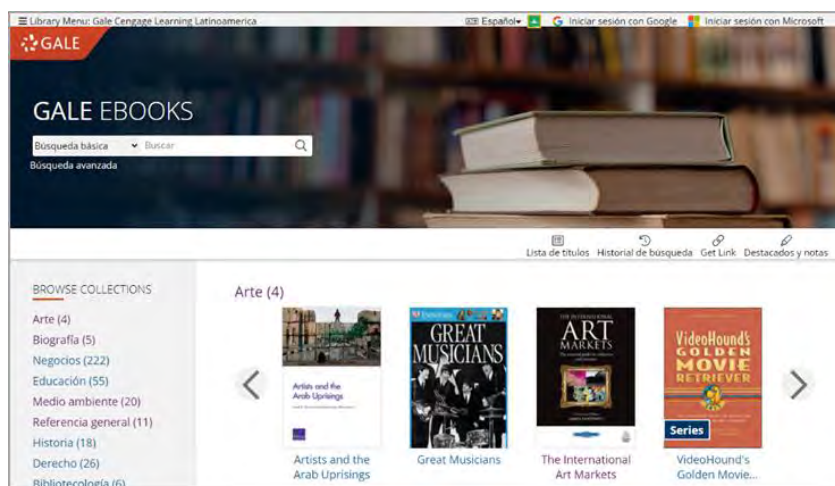 Library Menu: Gale Cengage Learning Latinoamerica
Español
Iniciar sesión con Google
Iniciar sesión con Microsoft
GALE
GALE EBOOKS
Búsqueda básica
Buscar
Búsqueda avanzada
Lista de títulos
Historial de búsqueda
Get Link
Destacados y notas
BROWSE COLLECTIONS
Arte (4)
Biografía (5)
Negocios (222)
Educación (55)
Medio ambiente (20)
Referencia general (11)
Historia (18)
Derecho (26)
Bibliotecología (6)
Arte (4)
Artists and the
Arab Uprisings
GREAT
MUSICIANS
THE INTERNATIONAL
ART
MARKETS
VideoHound's
GOLDEN
MOVIE
RETRIEVER
Series
Artists and the
Arab Uprisings
Great Musicians
The International
Art Markets
VideoHound's
Golden Movie...